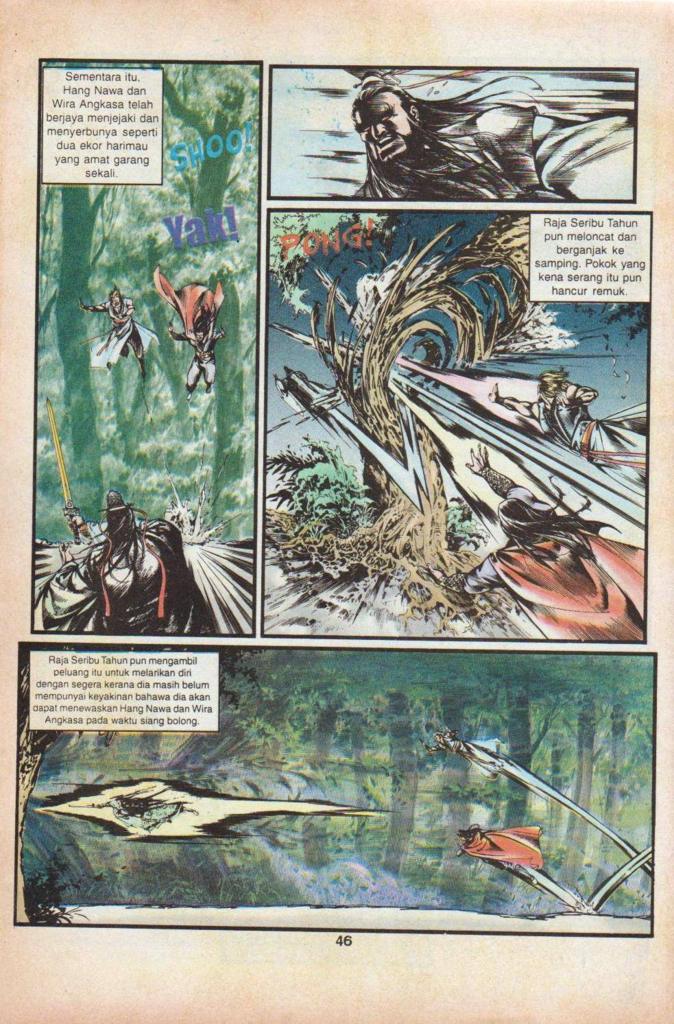 Sementara itu,
Hang Nawa dan
Wira Angkasa telah
berjaya menjejaki dan
menyerbunya seperti
dua ekor harimau
yang amat garang
sekali.
SHOO!
Yak!
PONG!
Raja Seribu Tahun
pun meloncat dan
berganjak ke
samping. Pokok yang
kena serang itu pun
hancur remuk.
Raja Seribu Tahun pun mengambil
peluang itu untuk melarikan diri
dengan segera kerana dia masih belum
mempunyai keyakinan bahawa dia akan
dapat menewaskan Hang Nawa dan Wira
Angkasa pada waktu siang bolong.
46